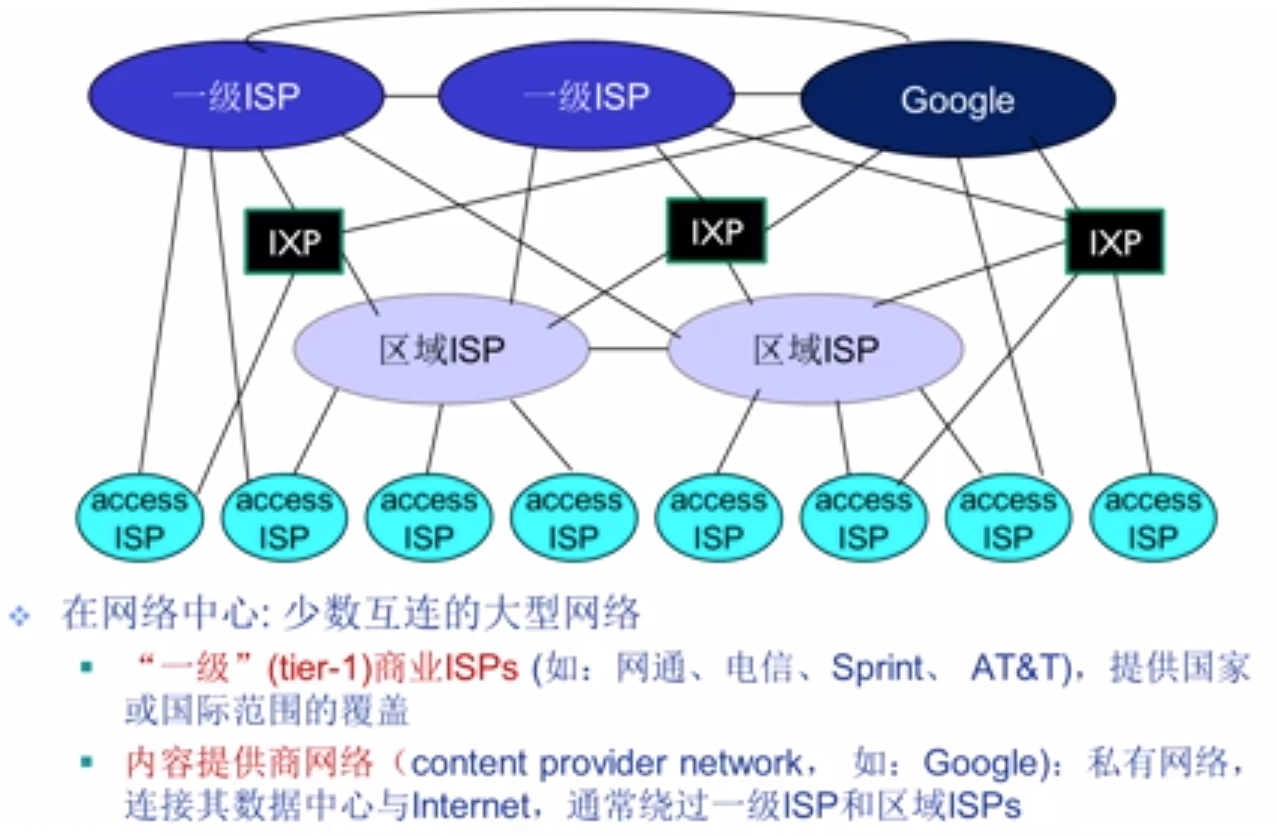 一级ISP
一级ISP
Google
IXP
IXP
IXP
区域ISP
区域ISP
access
ISP
access
ISP
access
ISP
access
ISP
access
ISP
access
ISP
access
ISP
access
ISP
在网络中心: 少数互连的大型网络
“一级”(tier-1)商业ISPs (如：网通、电信、Sprint、 AT&T)，提供国家
或国际范围的覆盖
内容提供商网络（content provider network， 如：Google)：私有网络，
连接其数据中心与Internet，通常绕过一级ISP和区域ISPs